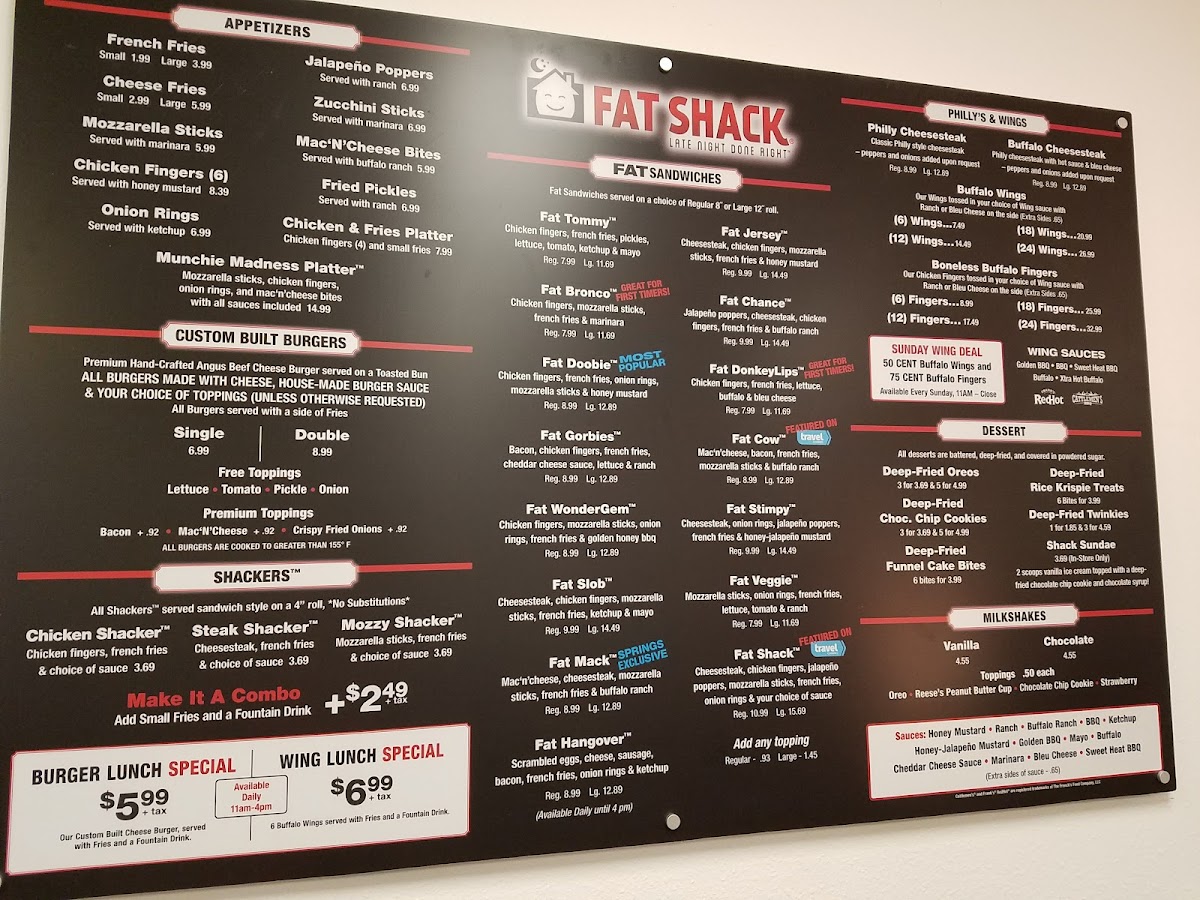 APPETIZERS
French Fries
Small 1.99 Large 3.99
Cheese Fries
Small 2.99 Large 5.99
Mozzarella Sticks
Served with marinara 5.99
Chicken Fingers (6)
Served with honey mustard 8.39
Onion Rings
Served with ketchup 6.99
Jalapeño Poppers
Served with ranch 6.99
Zucchini Sticks
Served with marinara 6.99
Mac'N'Cheese Bites
Served with buffalo ranch 5.99
Fried Pickles
Served with ranch 6.99
Chicken & Fries Platter
Chicken fingers (4) and small fries 7.99
Munchie Madness Platter™
Mozzarella sticks, chicken fingers,
onion rings, and mac'n'cheese bites
with all sauces included 14.99
CUSTOM BUILT BURGERS
Premium Hand-Crafted Angus Beef Cheese Burger served on a Toasted Bun
ALL BURGERS MADE WITH CHEESE, HOUSE-MADE BURGER SAUCE
& YOUR CHOICE OF TOPPINGS (UNLESS OTHERWISE REQUESTED)
All Burgers served with a side of Fries
Single
6.99
Double
8.99
Free Toppings
Lettuce • Tomato • Pickle • Onion
Premium Toppings
Bacon + .92 • Mac'N'Cheese + .92 • Crispy Fried Onions + .92
ALL BURGERS ARE COOKED TO GREATER THAN 155° F
SHACKERS™
All Shackers™ served sandwich style on a 4" roll, *No Substitutions*
Chicken Shacker™
Chicken fingers, french fries
& choice of sauce 3.69
Steak Shacker™
Cheesesteak, french fries
& choice of sauce 3.69
Mozzy Shacker™
Mozzarella sticks, french fries
& choice of sauce 3.69
Make It A Combo
Add Small Fries and a Fountain Drink
+$2.49 + tax
BURGER LUNCH SPECIAL
$5.99 + tax
Our Custom Built Cheese Burger, served
with Fries and a Fountain Drink.
Available
Daily
11am-4pm
WING LUNCH SPECIAL
$6.99 + tax
6 Buffalo Wings served with Fries and a Fountain Drink.
FAT SHACK
LATE NIGHT DONE RIGHT
FAT SANDWICHES
Fat Sandwiches served on a choice of Regular 8" or Large 12" roll.
Fat Tommy™
Chicken fingers, french fries, pickles,
lettuce, tomato, ketchup & mayo
Reg. 7.99 Lg. 11.69
Fat Bronco™ GREAT FOR FIRST TIMERS!
Chicken fingers, mozzarella sticks,
french fries & marinara
Reg. 7.99 Lg. 11.69
Fat Doobie™ MOST POPULAR
Chicken fingers, french fries, onion rings,
mozzarella sticks & honey mustard
Reg. 8.99 Lg. 12.89
Fat Gorbies™
Bacon, chicken fingers, french fries,
cheddar cheese sauce, lettuce & ranch
Reg. 8.99 Lg. 12.89
Fat WonderGem™
Chicken fingers, mozzarella sticks, onion
rings, french fries & golden honey bbq
Reg. 8.99 Lg. 12.89
Fat Slob™
Cheesesteak, chicken fingers, mozzarella
sticks, french fries, ketchup & mayo
Reg. 9.99 Lg. 14.49
Fat Mack™ SPRINGS EXCLUSIVE
Mac'n'cheese, cheesesteak, mozzarella
sticks, french fries & buffalo ranch
Reg. 8.99 Lg. 12.89
Fat Hangover™
Scrambled eggs, cheese, sausage,
bacon, french fries, onion rings & ketchup
Reg. 8.99 Lg. 12.89
(Available Daily until 4 pm)
Fat Jersey™
Cheesesteak, chicken fingers, mozzarella
sticks, french fries & honey mustard
Reg. 9.99 Lg. 14.49
Fat Chance™
Jalapeño poppers, cheesesteak, chicken
fingers, french fries & buffalo ranch
Reg. 9.99 Lg. 14.49
Fat DonkeyLips™ GREAT FOR FIRST TIMERS!
Chicken fingers, french fries, lettuce,
buffalo & bleu cheese
Reg. 7.99 Lg. 11.69
Fat Cow™ FEATURED ON travel
Mac'n'cheese, bacon, french fries,
mozzarella sticks & buffalo ranch
Reg. 8.99 Lg. 12.89
Fat Stimpy™
Cheesesteak, onion rings, jalapeño poppers,
french fries & honey-jalapeño mustard
Reg. 9.99 Lg. 14.49
Fat Veggie™
Mozzarella sticks, onion rings, french fries,
lettuce, tomato & ranch
Reg. 7.99 Lg. 11.69
Fat Shack™ FEATURED ON travel
Cheesesteak, chicken fingers, jalapeño
poppers, mozzarella sticks, french fries,
onion rings & your choice of sauce
Reg. 10.99 Lg. 15.69
Add any topping
Regular - .93 Large - 1.45
PHILLY'S & WINGS
Philly Cheesesteak
Classic Philly style cheesesteak
– peppers and onions added upon request
Reg. 8.99 Lg. 12.89
Buffalo Cheesesteak
Philly cheesesteak with hot sauce & bleu cheese
– peppers and onions added upon request
Reg. 8.99 Lg. 12.89
Buffalo Wings
Our Wings tossed in your choice of Wing sauce with
Ranch or Bleu Cheese on the side (Extra Sides .65)
(6) Wings...7.49
(12) Wings...14.49
(18) Wings...20.99
(24) Wings...26.99
Boneless Buffalo Fingers
Our Chicken Fingers tossed in your choice of Wing sauce with
Ranch or Bleu Cheese on the side (Extra Sides .65)
(6) Fingers...8.99
(12) Fingers...17.49
(18) Fingers...25.99
(24) Fingers...32.99
SUNDAY WING DEAL
50 CENT Buffalo Wings and
75 CENT Buffalo Fingers
Available Every Sunday, 11AM – Close
WING SAUCES
Golden BBQ • BBQ • Sweet Heat BBQ
Buffalo • Xtra Hot Buffalo
RedHot
CATTLEMEN'S
DESSERT
All desserts are battered, deep-fried, and covered in powdered sugar.
Deep-Fried Oreos
3 for 3.69 & 5 for 4.99
Deep-Fried
Choc. Chip Cookies
3 for 3.69 & 5 for 4.99
Deep-Fried
Funnel Cake Bites
6 bites for 3.99
Deep-Fried
Rice Krispie Treats
6 Bites for 3.99
Deep-Fried Twinkies
1 for 1.85 & 3 for 4.59
Shack Sundae
3.69 (In-Store Only)
2 scoops vanilla ice cream topped with a deep-
fried chocolate chip cookie and chocolate syrup!
MILKSHAKES
Vanilla
4.55
Chocolate
4.55
Toppings .50 each
Oreo • Reese's Peanut Butter Cup • Chocolate Chip Cookie • Strawberry
Sauces: Honey Mustard • Ranch • Buffalo Ranch • BBQ • Ketchup
Honey-Jalapeño Mustard • Golden BBQ • Mayo • Buffalo
Cheddar Cheese Sauce • Marinara • Bleu Cheese • Sweet Heat BBQ
(Extra sides of sauce - .65)
Cattlemen's® and Frank's® RedHot® are registered trademarks of The French's Food Company, LLC